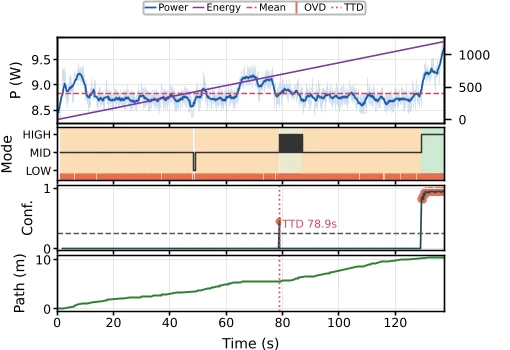 Power Energy Mean OVD TTD
P (W)
9.5
9.0
8.5
1000
500
0
Mode
HIGH
MID
LOW
Conf.
1
0
TTD 78.9s
Path (m)
10
0
0 20 40 60 80 100 120
Time (s)